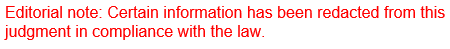 Editorial note: Certain information has been redacted from this
judgment in compliance with the law.